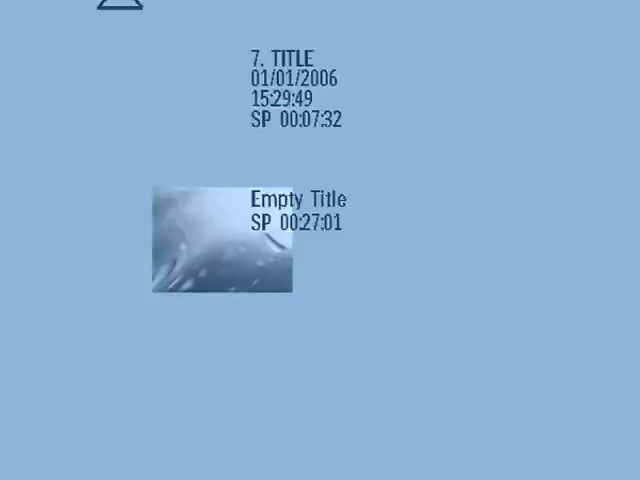 7. TITLE
01/01/2006
15:29:49
SP 00:07:32
Empty Title
SP 00:27:01